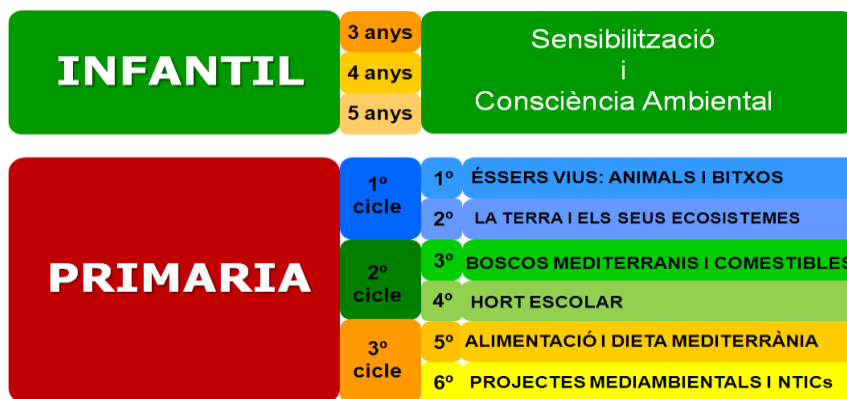 INFANTIL
3 anys
4 anys
5 anys
Sensibilització
i
Consciència Ambiental
PRIMARIA
1º
cicle
1º ÉSSERS VIUS: ANIMALS I BITXOS
2º LA TERRA I ELS SEUS ECOSISTEMES
2º
cicle
3º BOSCOS MEDITERRANIS I COMESTIBLES
4º HORT ESCOLAR
3º
cicle
5º ALIMENTACIÓ I DIETA MEDITERRÀNIA
6º PROJECTES MEDIAMBIENTALS I NTICs